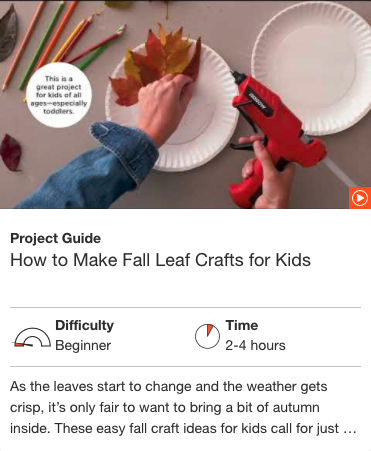 This is a
great project
for kids of all
ages—especially
toddlers.
Project Guide
How to Make Fall Leaf Crafts for Kids
Difficulty
Beginner
Time
2-4 hours
As the leaves start to change and the weather gets
crisp, it’s only fair to want to bring a bit of autumn
inside. These easy fall craft ideas for kids call for just …